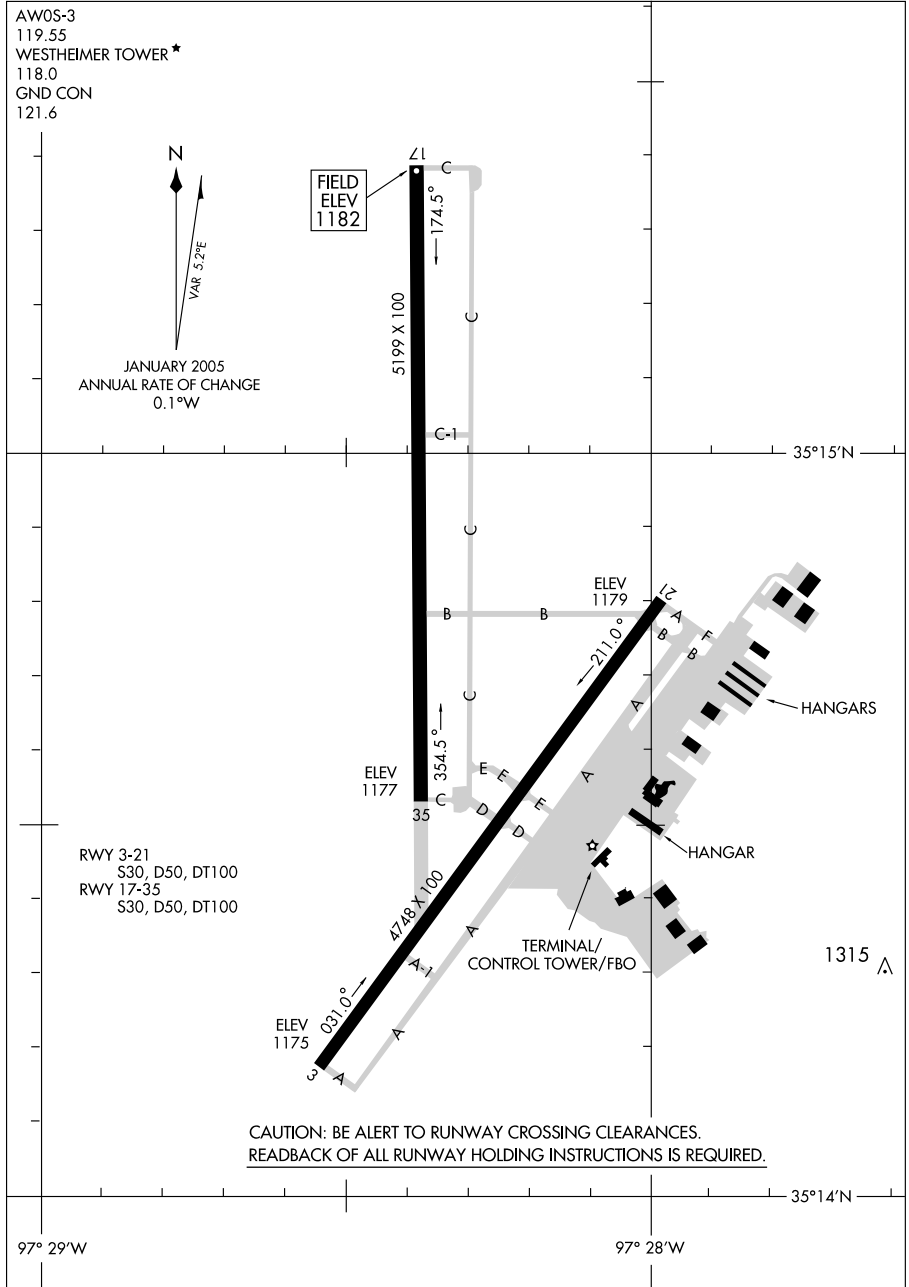 AWOS-3
119.55
WESTHEIMER TOWER★
118.0
GND CON
121.6
N
VAR 5.2°E
JANUARY 2005
ANNUAL RATE OF CHANGE
0.1°W
FIELD
ELEV
1182
17
C
174.5°
5199 X 100
C
C-1
35°15'N
C
ELEV
1179
21
B
B
A
F
B
B
211.0°
C
A
HANGARS
354.5°
ELEV
1177
E
E
A
C
35
D
E
D
HANGAR
RWY 3-21
S30, D50, DT100
RWY 17-35
S30, D50, DT100
4748 X 100
A
TERMINAL/
CONTROL TOWER/FBO
A-1
1315
031.0°
ELEV
1175
A
3
A
CAUTION: BE ALERT TO RUNWAY CROSSING CLEARANCES.
READBACK OF ALL RUNWAY HOLDING INSTRUCTIONS IS REQUIRED.
35°14'N
97° 29'W
97° 28'W